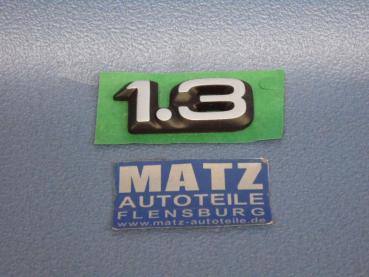 1.3
MATZ
AUTOTEILE
FLENSBURG
www.matz-autoteile.de